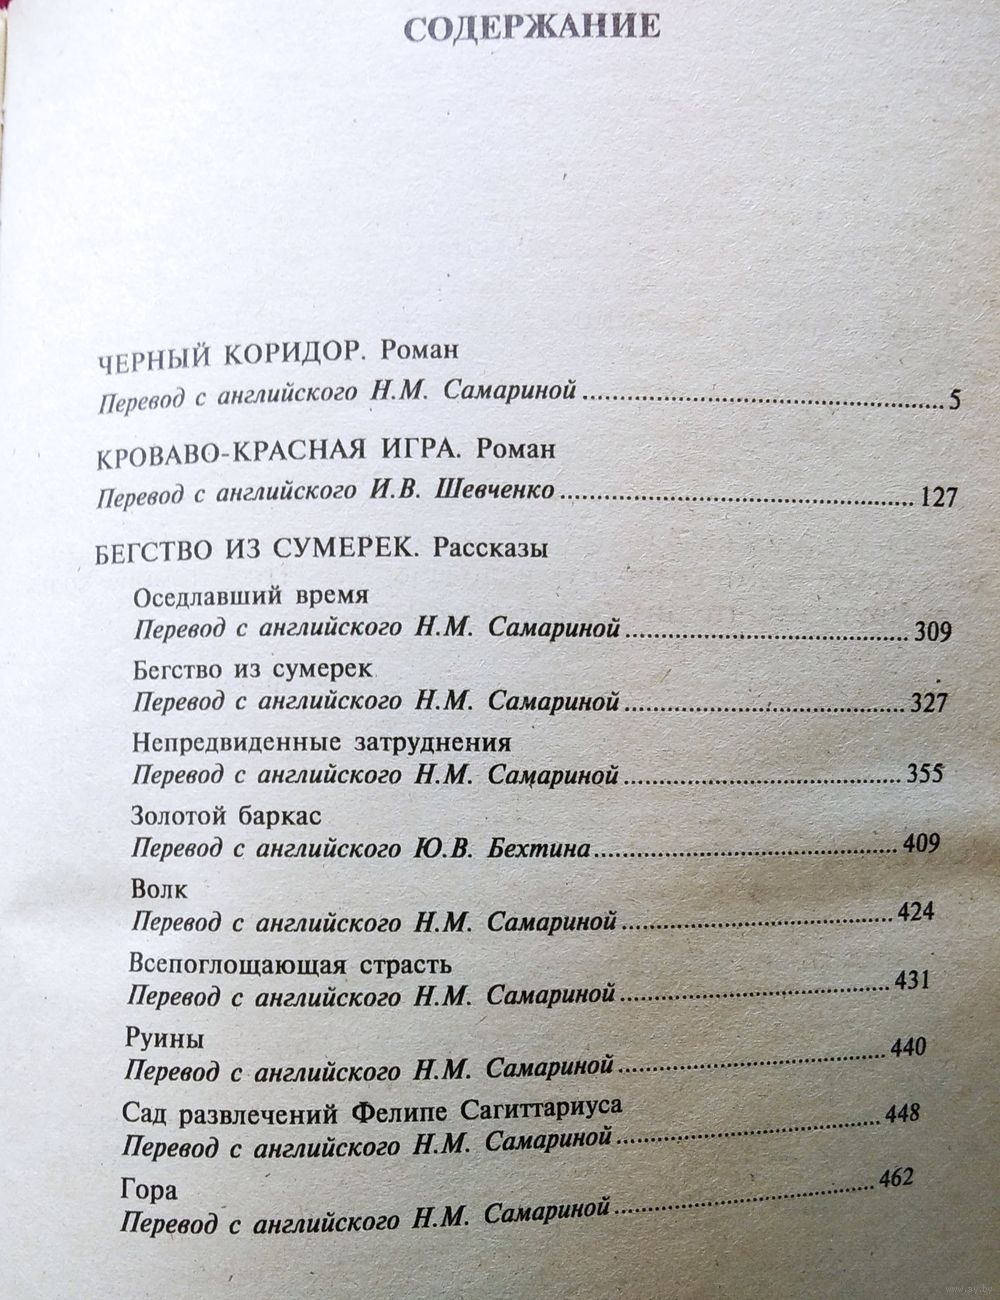 СОДЕРЖАНИЕ
ЧЕРНЫЙ КОРИДОР. Роман
Перевод с английского Н.М. Самариной 5
КРОВАВО-КРАСНАЯ ИГРА. Роман
Перевод с английского И.В. Шевченко 127
БЕГСТВО ИЗ СУМЕРЕК. Рассказы
Оседлавший время
Перевод с английского Н.М. Самариной 309
Бегство из сумерек
Перевод с английского Н.М. Самариной 327
Непредвиденные затруднения
Перевод с английского Н.М. Самариной 355
Золотой баркас
Перевод с английского Ю.В. Бехтина 409
Волк
Перевод с английского Н.М. Самариной 424
Всепоглощающая страсть
Перевод с английского Н.М. Самариной 431
Руины
Перевод с английского Н.М. Самариной 440
Сад развлечений Фелипе Сагиттариуса
Перевод с английского Н.М. Самариной 448
Гора
Перевод с английского Н.М. Самариной 462
www.ay.by